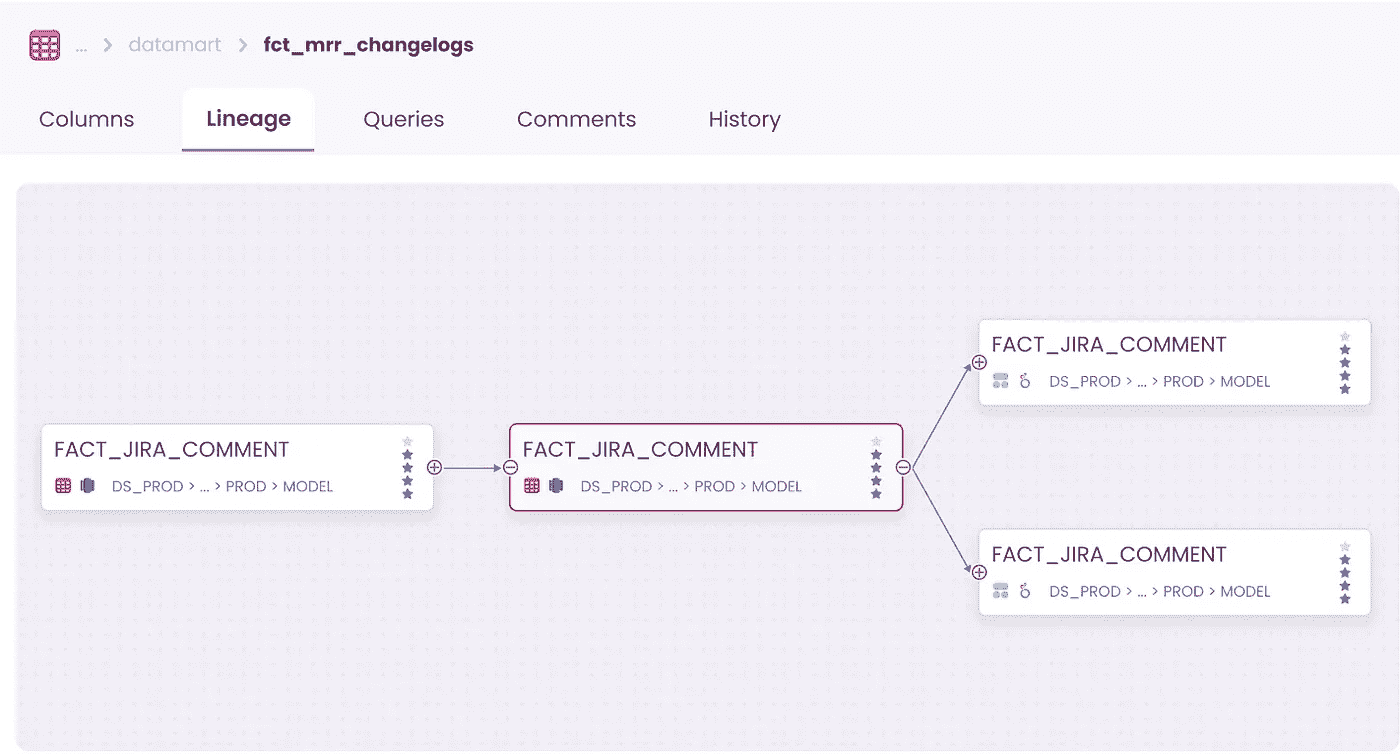 ... > datamart > fct_mrr_changelogs
Columns Lineage Queries Comments History
FACT_JIRA_COMMENT
DS_PROD > ... > PROD > MODEL
FACT_JIRA_COMMENT
DS_PROD > ... > PROD > MODEL
FACT_JIRA_COMMENT
DS_PROD > ... > PROD > MODEL
FACT_JIRA_COMMENT
DS_PROD > ... > PROD > MODEL